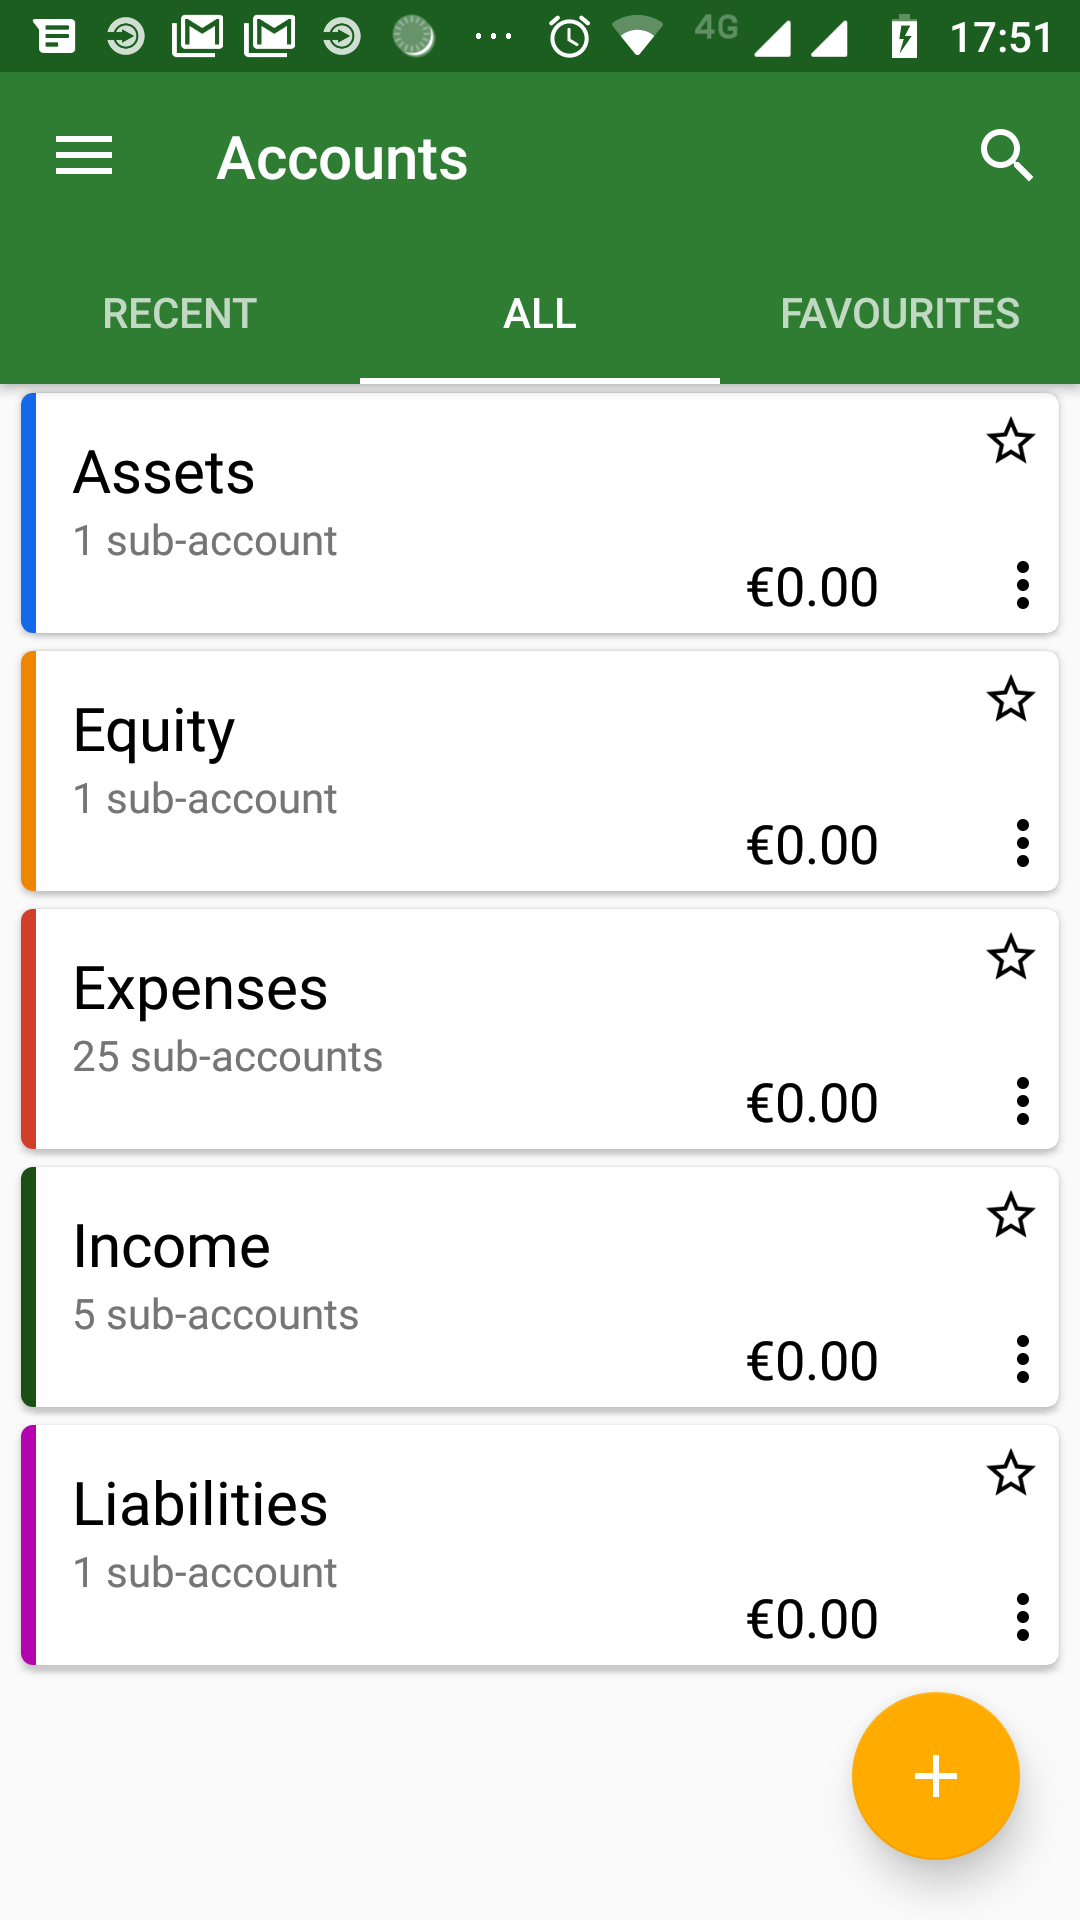 4G 17:51
Accounts
RECENT ALL FAVOURITES
Assets
1 sub-account
€0.00
Equity
1 sub-account
€0.00
Expenses
25 sub-accounts
€0.00
Income
5 sub-accounts
€0.00
Liabilities
1 sub-account
€0.00